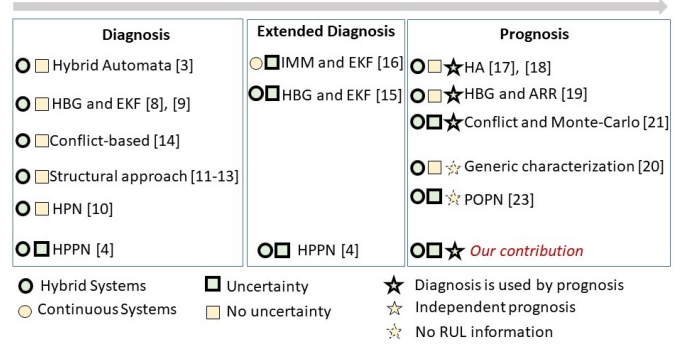 Diagnosis
Hybrid Automata [3]
HBG and EKF [8], [9]
Conflict-based [14]
Structural approach [11-13]
HPN [10]
HPPN [4]
Extended Diagnosis
IMM and EKF [16]
HBG and EKF [15]
HPPN [4]
Prognosis
HA [17], [18]
HBG and ARR [19]
Conflict and Monte-Carlo [21]
Generic characterization [20]
POPN [23]
Our contribution
Hybrid Systems
Continuous Systems
Uncertainty
No uncertainty
Diagnosis is used by prognosis
Independent prognosis
No RUL information